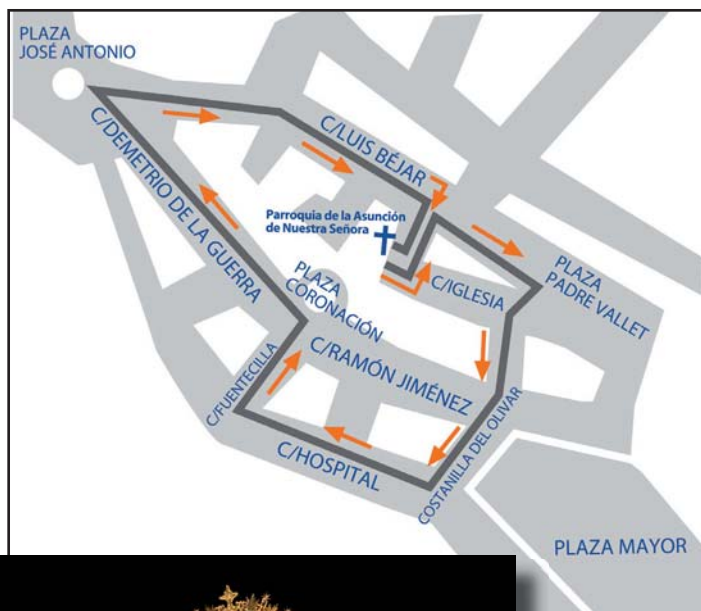 PLAZA
JOSÉ ANTONIO
C/LUIS BÉJAR
C/DEMETRIO DE LA GUERRA
Parroquia de la Asunción
de Nuestra Señora
PLAZA
CORONACIÓN
C/IGLESIA
PLAZA
PADRE VALLET
C/RAMÓN JIMÉNEZ
C/FUENTECILLA
C/HOSPITAL
COSTANILLA DEL OLIVAR
PLAZA MAYOR